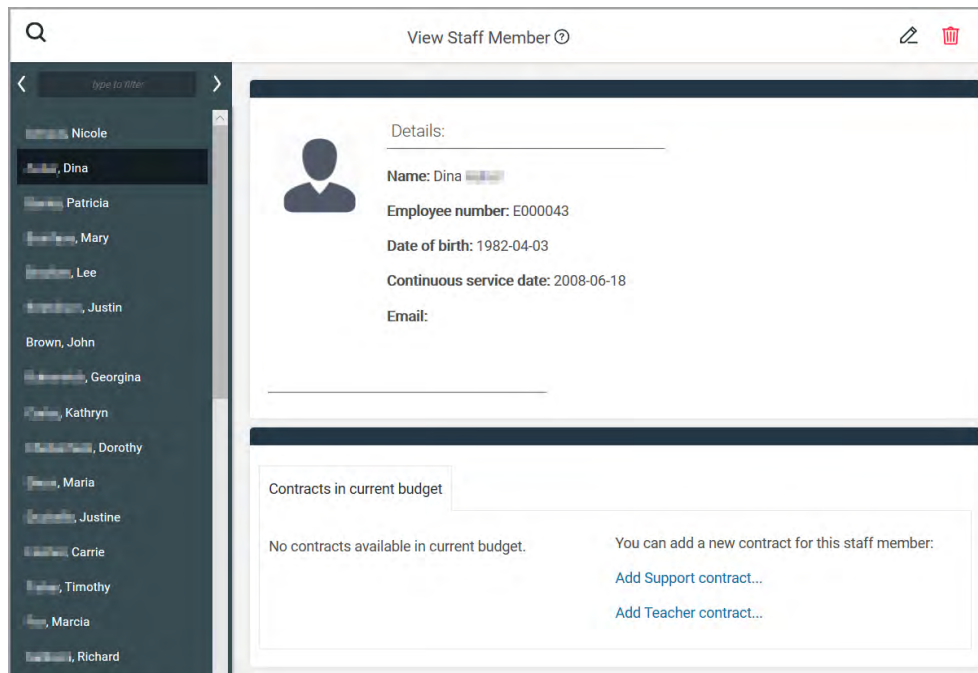 View Staff Member
type to filter
, Nicole
, Dina
, Patricia
, Mary
, Lee
, Justin
Brown, John
, Georgina
, Kathryn
, Dorothy
, Maria
, Justine
, Carrie
, Timothy
, Marcia
, Richard
Details:
Name: Dina
Employee number: E000043
Date of birth: 1982-04-03
Continuous service date: 2008-06-18
Email:
Contracts in current budget
No contracts available in current budget.
You can add a new contract for this staff member:
Add Support contract...
Add Teacher contract...